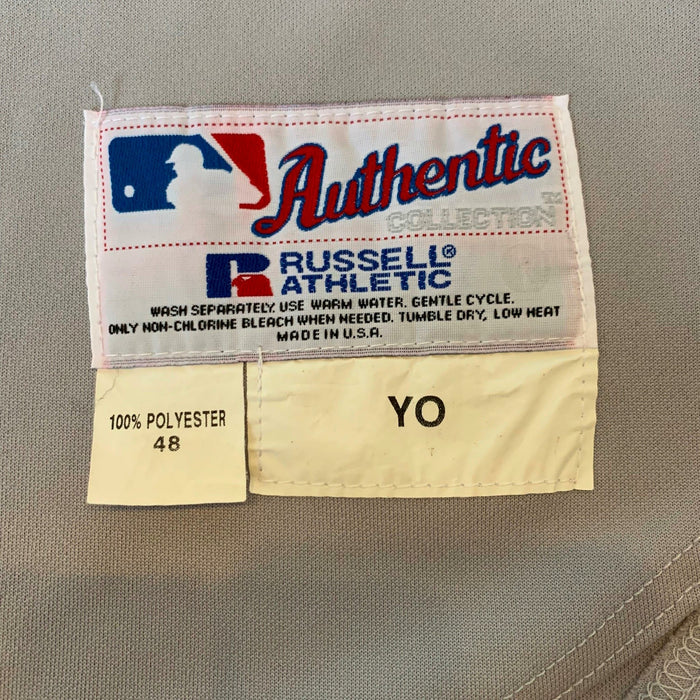 Authentic
COLLECTION™
R RUSSELL®
ATHLETIC
WASH SEPARATELY. USE WARM WATER. GENTLE CYCLE.
ONLY NON-CHLORINE BLEACH WHEN NEEDED. TUMBLE DRY, LOW HEAT
MADE IN U.S.A.
100% POLYESTER
48
YO